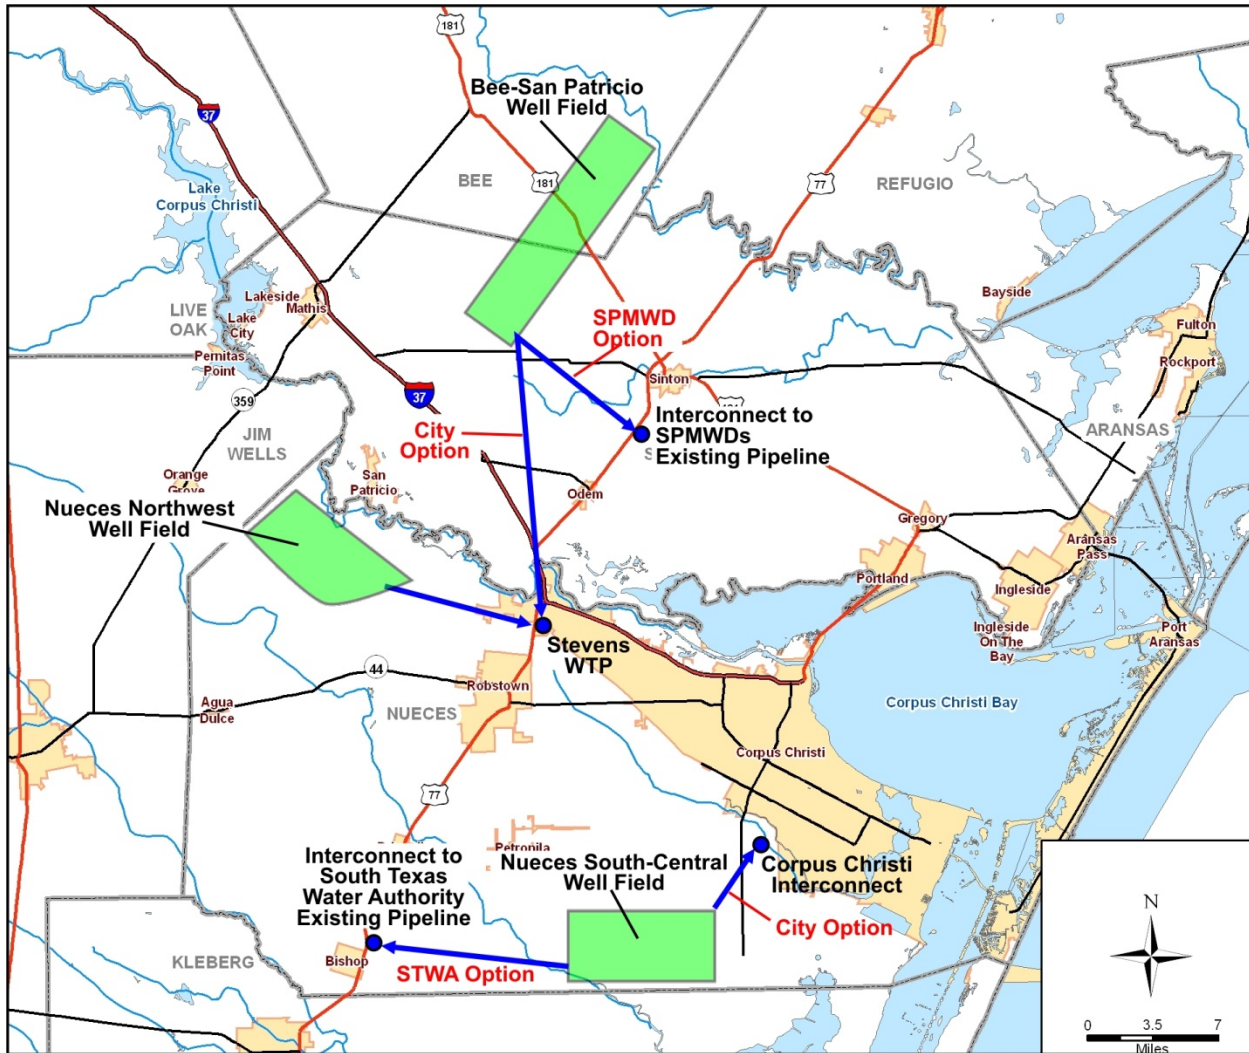 181
Bee-San Patricio
Well Field
37
Lake
Corpus Christi
BEE
181
77
REFUGIO
Bayside
LIVE
OAK
Lakeside
Mathis
Lake
City
Pernitas
Point
SPMWD
Option
Fulton
Rockport
Sinton
37
359
JIM
WELLS
City
Option
Interconnect to
SPMWDs
Existing Pipeline
ARANSAS
Orange
San
Patricio
Odem
Nueces Northwest
Well Field
Gregory
Aransas
Pass
Portland
Ingleside
Ingleside
On The
Bay
Port
Aransas
Stevens
WTP
44
Robstown
Agua
Dulce
NUECES
Corpus Christi Bay
Corpus Christi
77
Petronila
Interconnect to
South Texas
Water Authority
Existing Pipeline
Nueces South-Central
Well Field
Corpus Christi
Interconnect
City Option
KLEBERG
Bishop
STWA Option
N
0 3.5 7
Miles